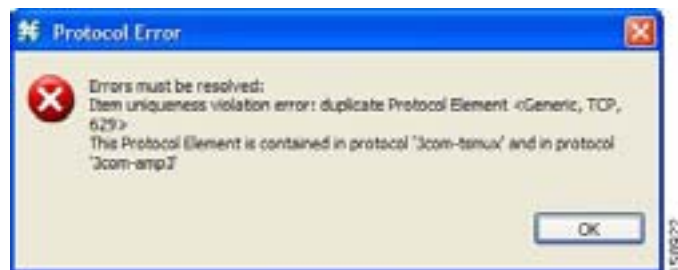 Protocol Error
Errors must be resolved:
Item uniqueness violation error: duplicate Protocol Element <Generic, TCP,
629>
This Protocol Element is contained in protocol '3com-tsmux' and in protocol
'3com-amp3'
OK
158922